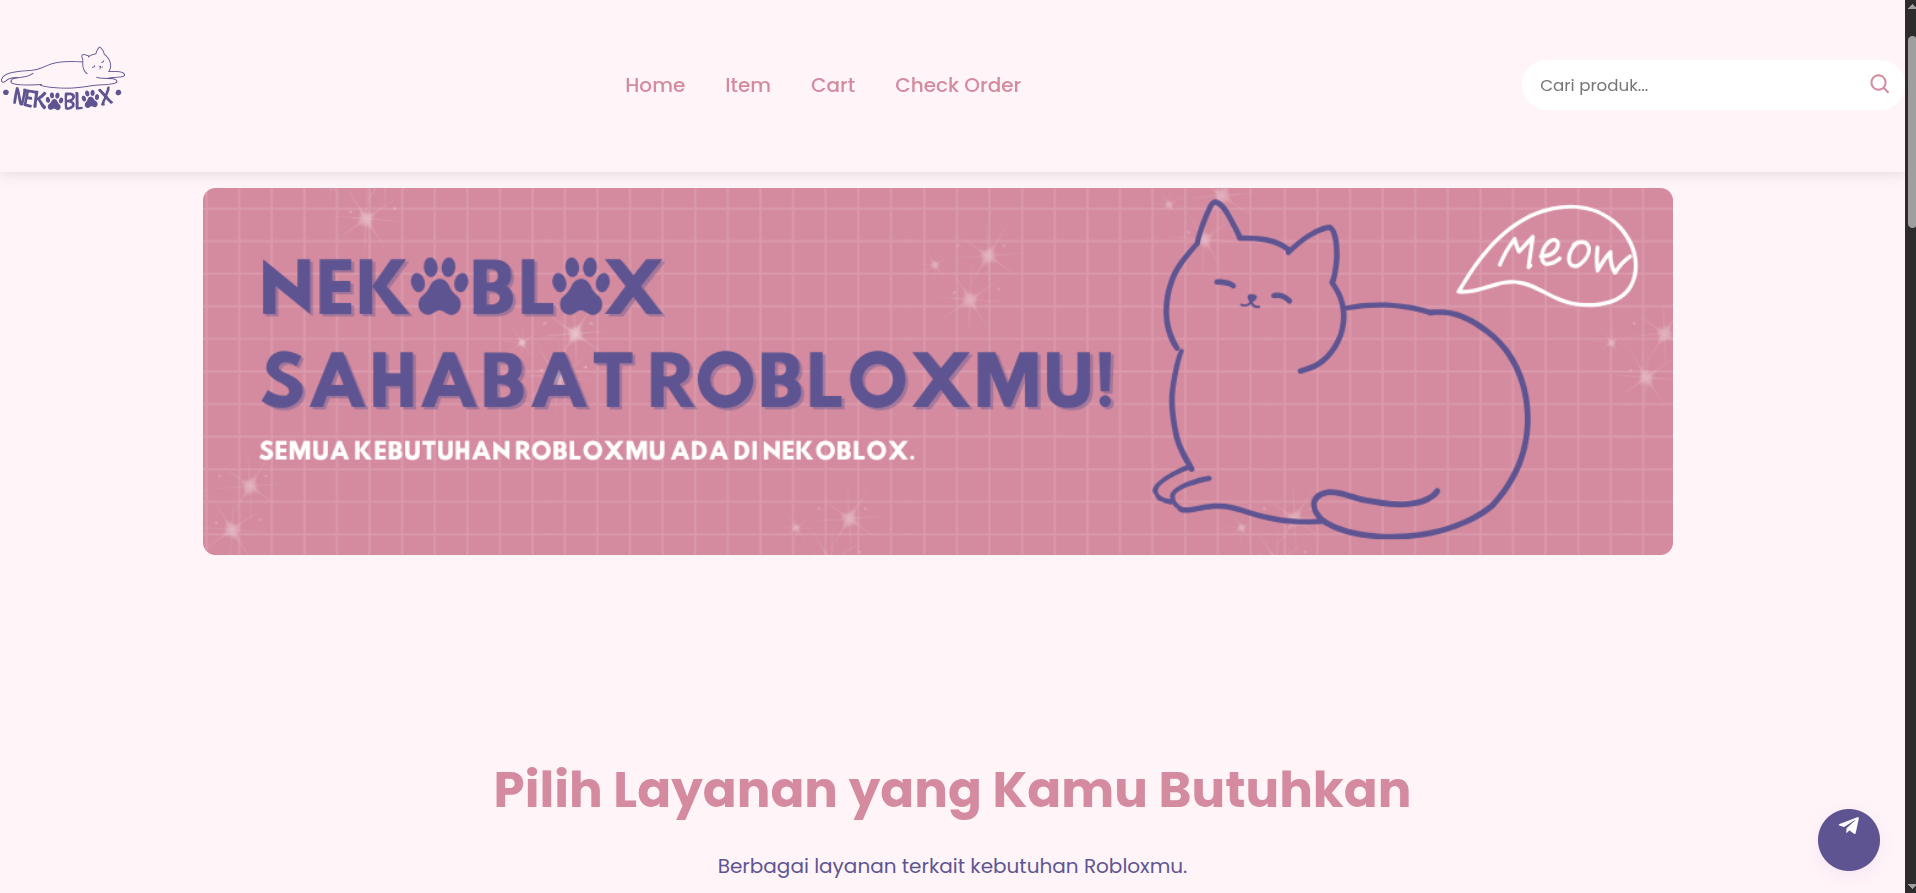 NEKOBLOX
Home
Item
Cart
Check Order
Cari produk...
NEKOBLOX
SAHABAT ROBLOXMU!
SEMUA KEBUTUHAN ROBLOXMU ADA DI NEKOBLOX.
Meow
Pilih Layanan yang Kamu Butuhkan
Berbagai layanan terkait kebutuhan Robloxmu.